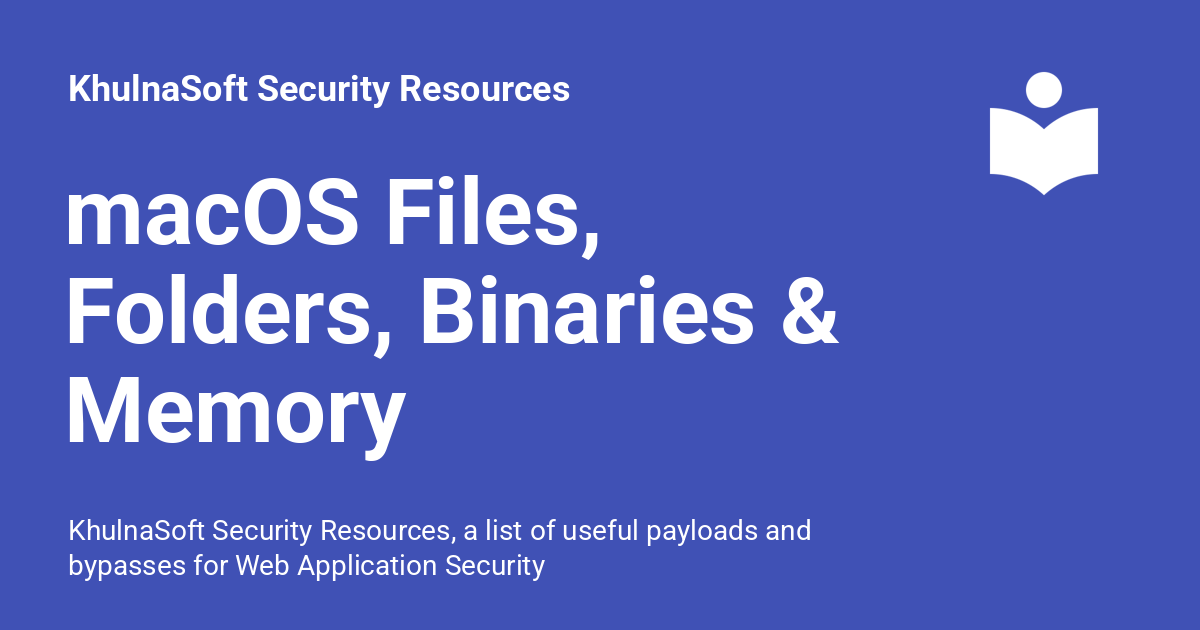 KhulnaSoft Security Resources
macOS Files,
Folders, Binaries &
Memory
KhulnaSoft Security Resources, a list of useful payloads and
bypasses for Web Application Security